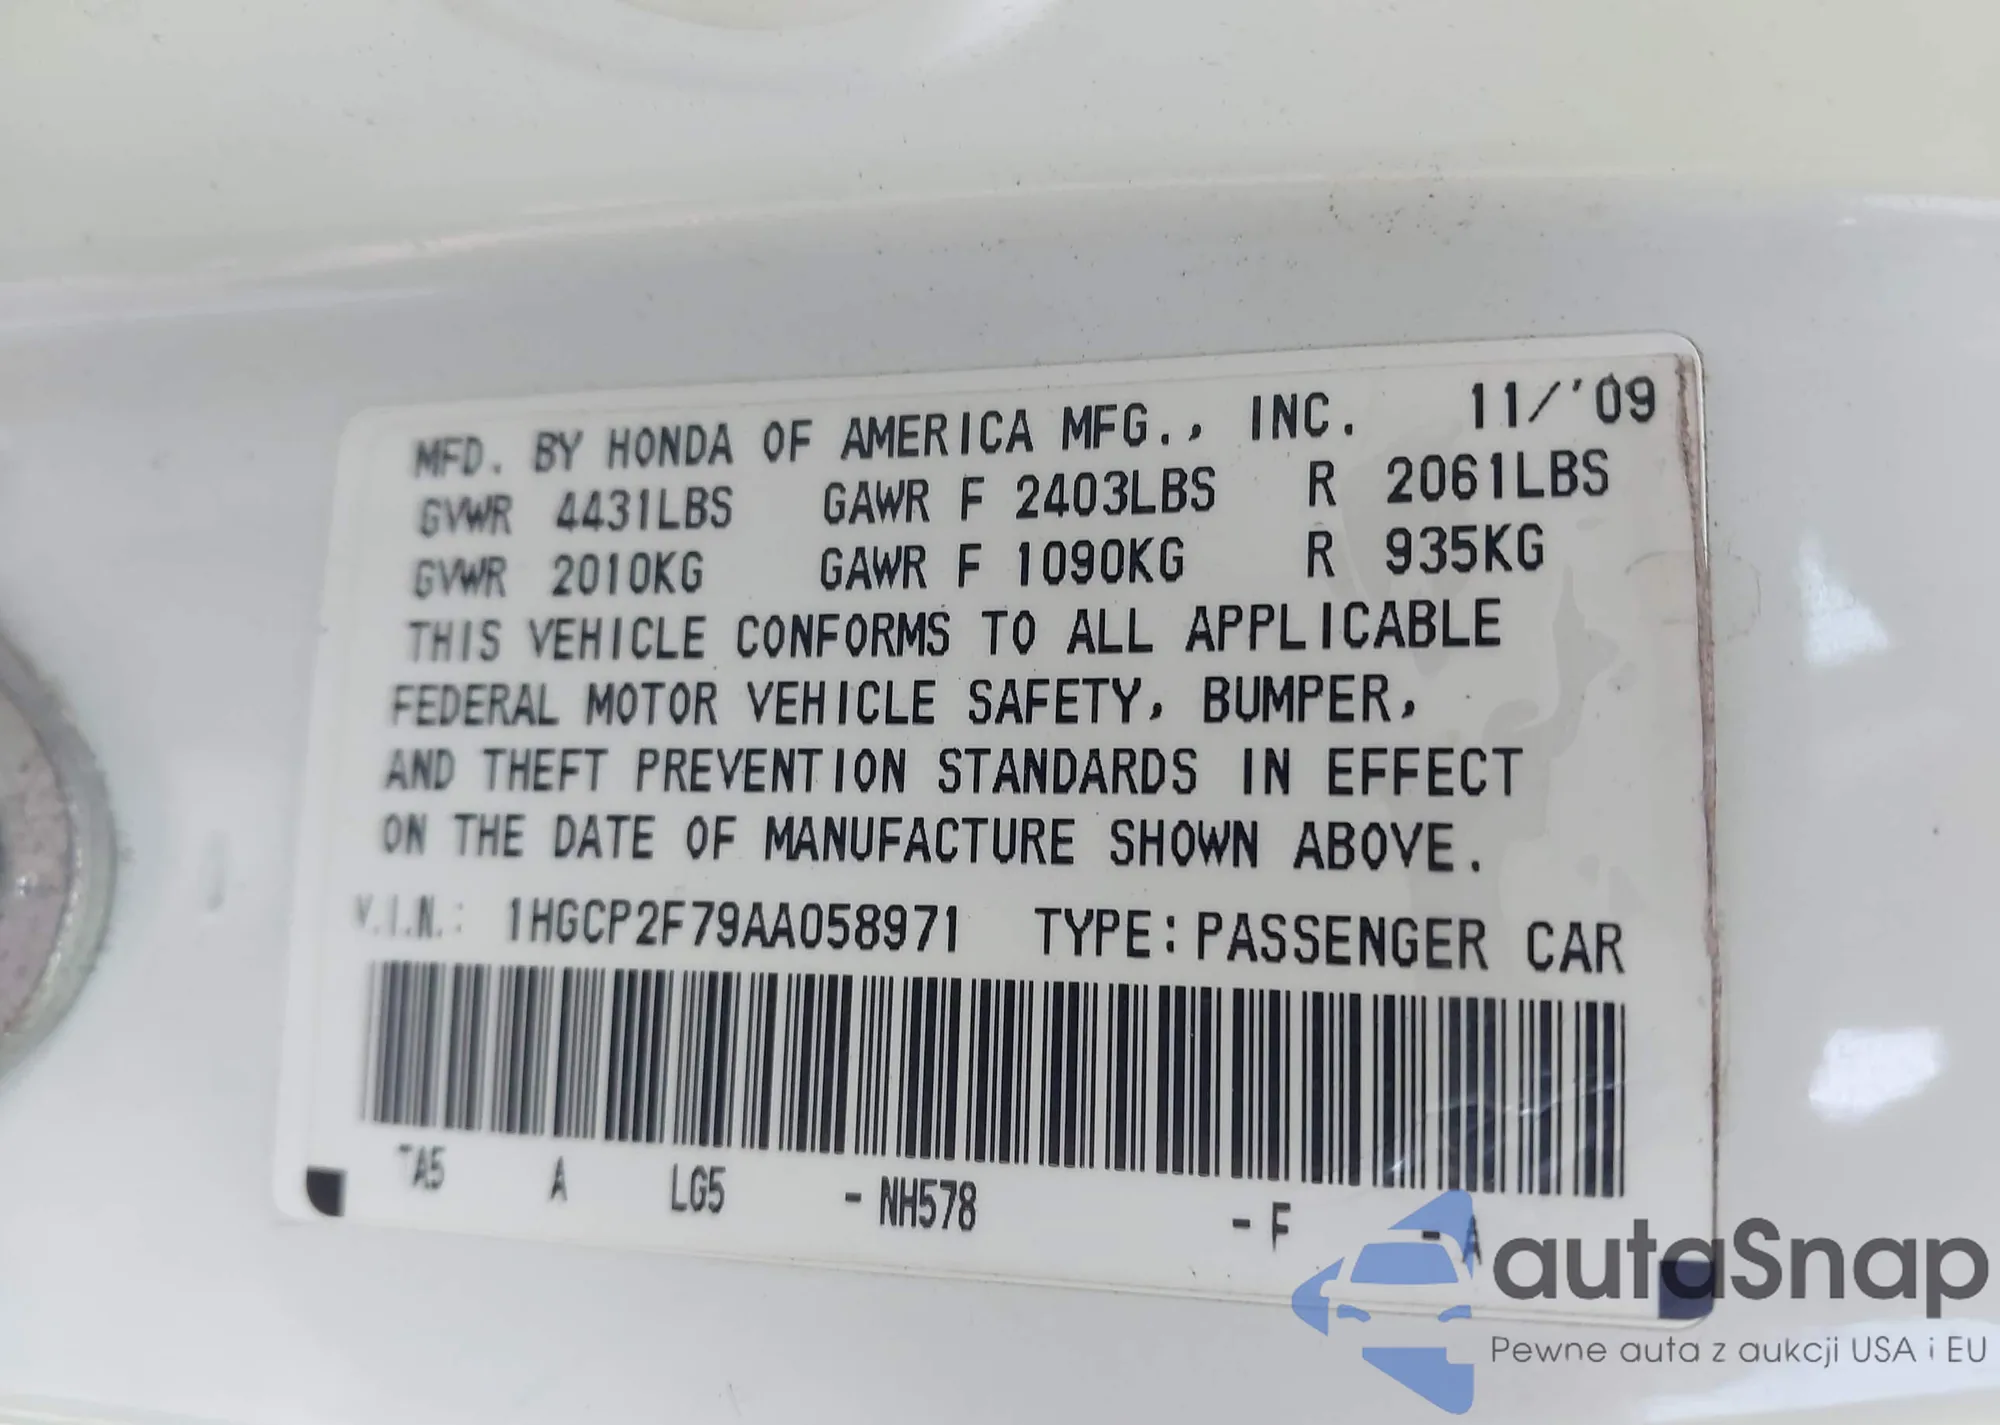 MFD. BY HONDA OF AMERICA MFG., INC. 11/'09
GVWR 4431LBS GAWR F 2403LBS R 2061LBS
GVWR 2010KG GAWR F 1090KG R 935KG
THIS VEHICLE CONFORMS TO ALL APPLICABLE
FEDERAL MOTOR VEHICLE SAFETY, BUMPER,
AND THEFT PREVENTION STANDARDS IN EFFECT
ON THE DATE OF MANUFACTURE SHOWN ABOVE.
V.I.N.: 1HGCP2F79AA058971 TYPE: PASSENGER CAR
TA5 A LG5 - NH578 - F - A
autaSnap
Pewne auta z aukcji USA i EU